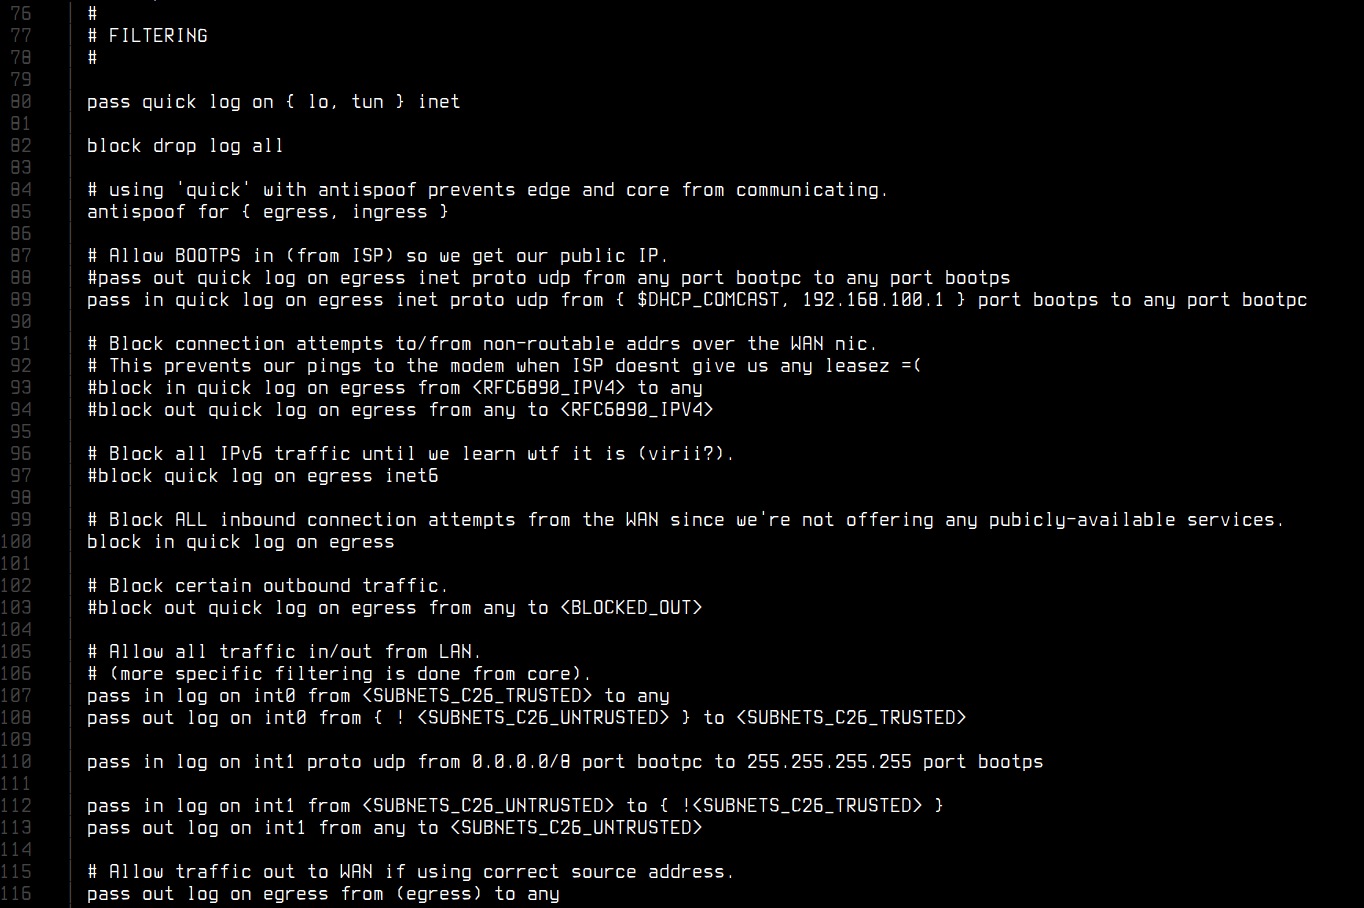 76 #
77 # FILTERING
78 #
79
80 pass quick log on { lo, tun } inet
81
82 block drop log all
83
84 # using 'quick' with antispoof prevents edge and core from communicating.
85 antispoof for { egress, ingress }
86
87 # Allow BOOTPS in (from ISP) so we get our public IP.
88 #pass out quick log on egress inet proto udp from any port bootpc to any port bootps
89 pass in quick log on egress inet proto udp from { $DHCP_COMCAST, 192.168.100.1 } port bootps to any port bootpc
90
91 # Block connection attempts to/from non-routable addrs over the WAN nic.
92 # This prevents our pings to the modem when ISP doesnt give us any leasez =(
93 #block in quick log on egress from <RFC6890_IPV4> to any
94 #block out quick log on egress from any to <RFC6890_IPV4>
95
96 # Block all IPv6 traffic until we learn wtf it is (virii?).
97 #block quick log on egress inet6
98
99 # Block ALL inbound connection attempts from the WAN since we're not offering any pubicly-available services.
100 block in quick log on egress
101
102 # Block certain outbound traffic.
103 #block out quick log on egress from any to <BLOCKED_OUT>
104
105 # Allow all traffic in/out from LAN.
106 # (more specific filtering is done from core).
107 pass in log on int0 from <SUBNETS_C26_TRUSTED> to any
108 pass out log on int0 from { ! <SUBNETS_C26_UNTRUSTED> } to <SUBNETS_C26_TRUSTED>
109
110 pass in log on int1 proto udp from 0.0.0.0/8 port bootpc to 255.255.255.255 port bootps
111
112 pass in log on int1 from <SUBNETS_C26_UNTRUSTED> to { !<SUBNETS_C26_TRUSTED> }
113 pass out log on int1 from any to <SUBNETS_C26_UNTRUSTED>
114
115 # Allow traffic out to WAN if using correct source address.
116 pass out log on egress from (egress) to any